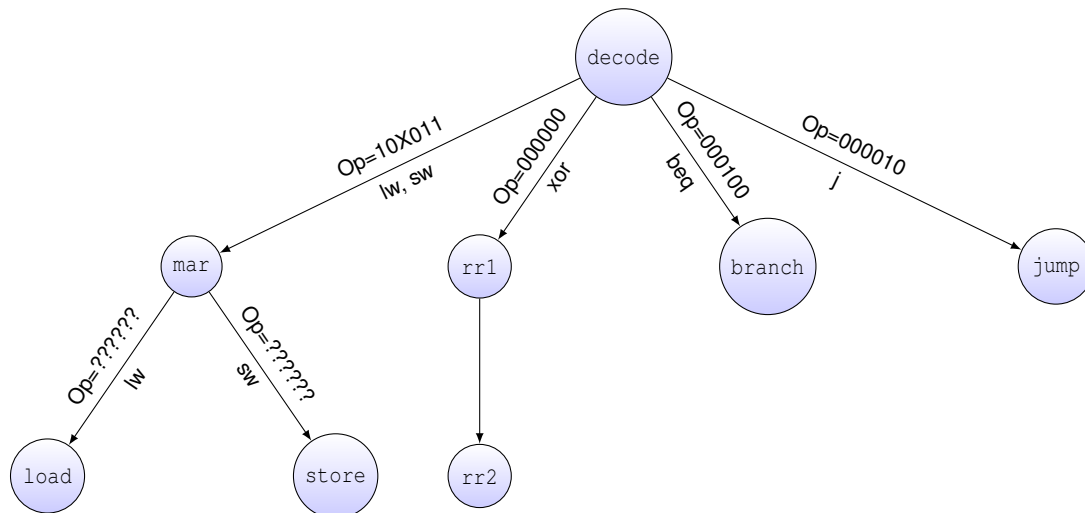 decode
Op=10X011
lw, sw
Op=000000
xor
Op=000100
beq
Op=000010
j
mar
rr1
branch
jump
Op=??????
lw
Op=??????
sw
load
store
rr2